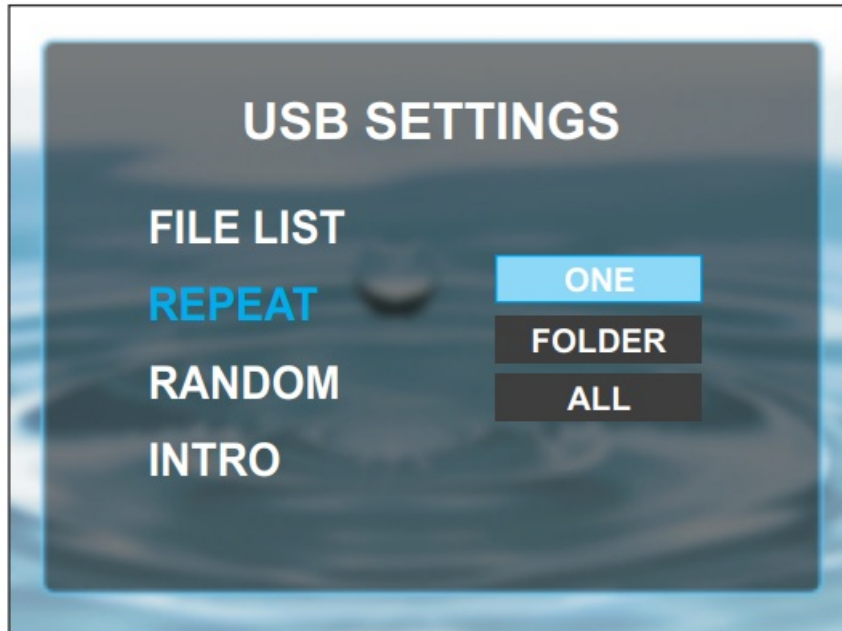 USB SETTINGS
FILE LIST
REPEAT
RANDOM
INTRO
ONE
FOLDER
ALL